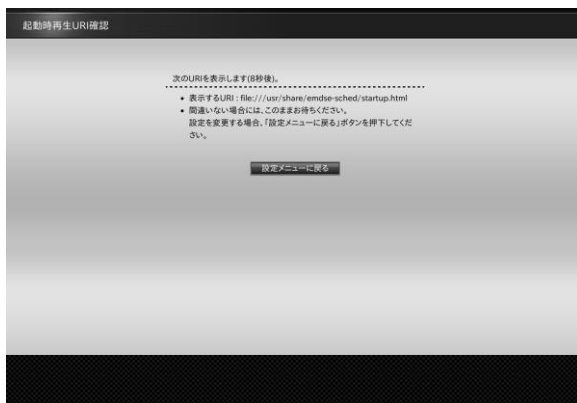 起動時再生URI確認
次のURIを表示します(8秒後)。
• 表示するURI : file:///usr/share/emdse-sched/startup.html
• 間違いない場合には、このままお待ちください。
設定を変更する場合、「設定メニューに戻る」ボタンを押下してくだ
さい。
設定メニューに戻る